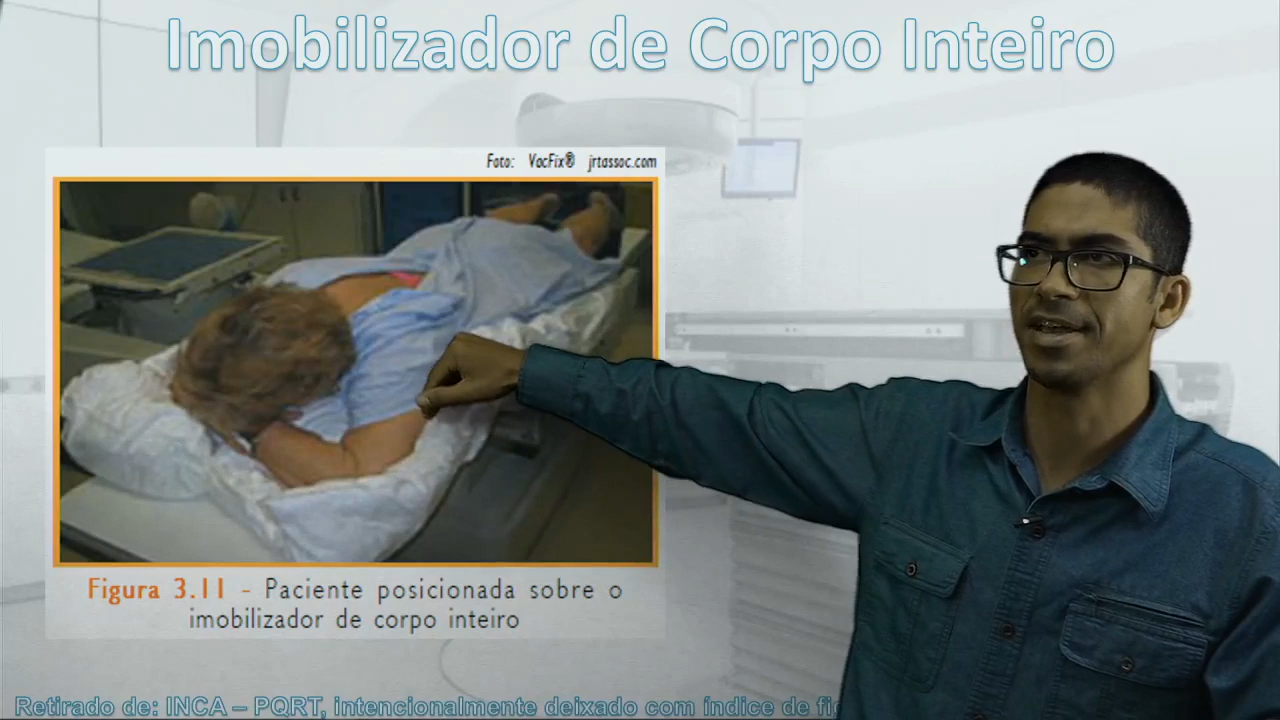 Imobilizador de Corpo Inteiro
Foto: VacFix® jrtassoc.com
Figura 3.11 - Paciente posicionada sobre o
imobilizador de corpo inteiro
Retirado de: INCA – PQRT, intencionalmente deixado com índice de